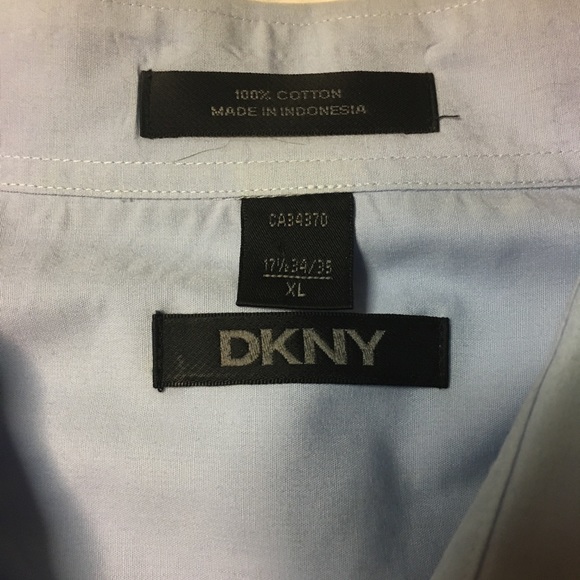 100% COTTON
MADE IN INDONESIA
CA34370
17½ 34/35
XL
DKNY